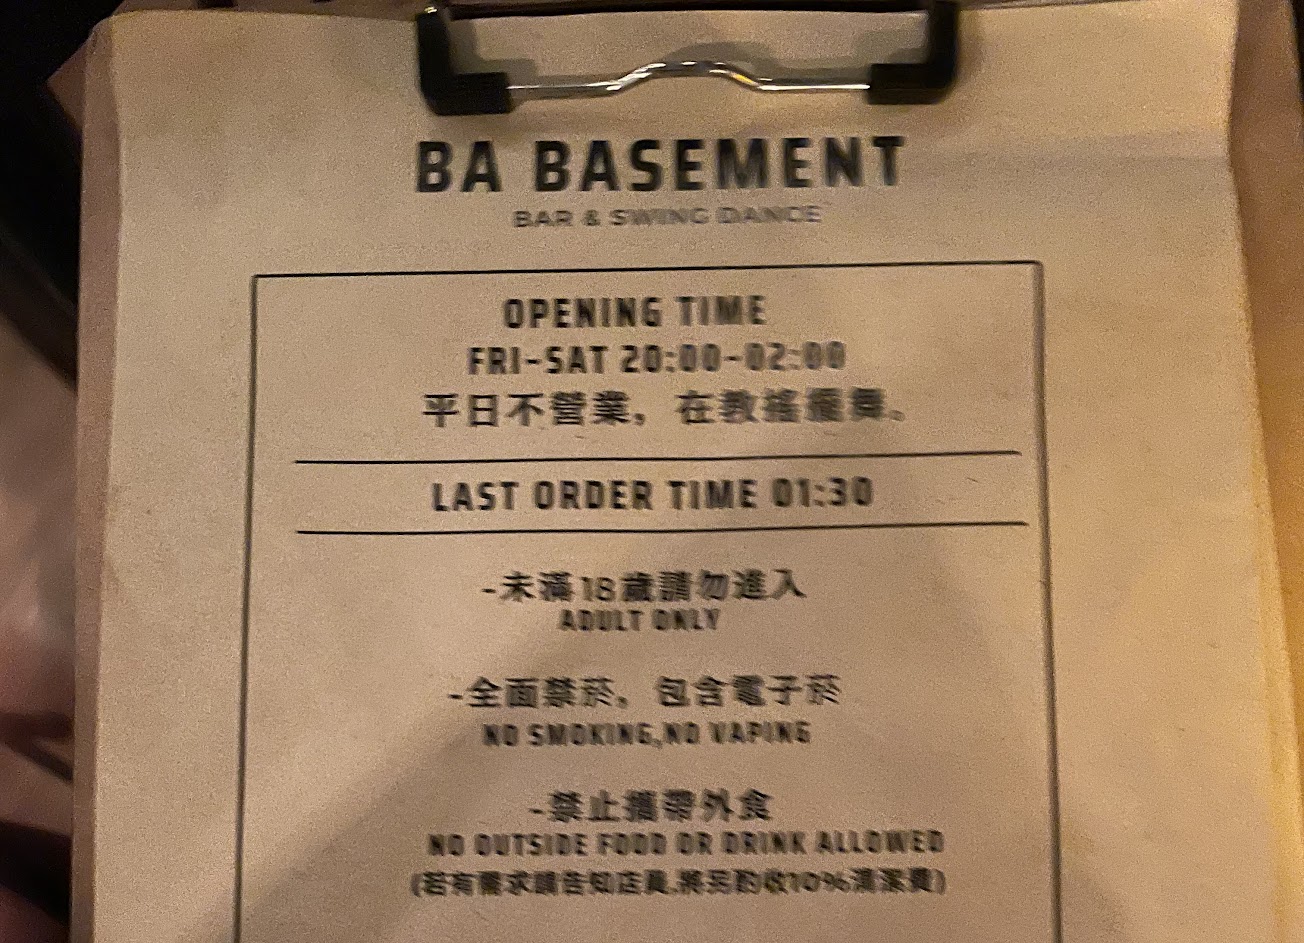 BA BASEMENT
BAR & SWING DANCE
OPENING TIME
FRI-SAT 20:00-02:00
平日不營業，在教搖擺舞。
LAST ORDER TIME 01:30
-未滿18歲請勿進入
ADULT ONLY
-全面禁菸，包含電子菸
NO SMOKING,NO VAPING
-禁止攜帶外食
NO OUTSIDE FOOD OR DRINK ALLOWED
(若有需求請告知店員,將另酌收10%清潔費)